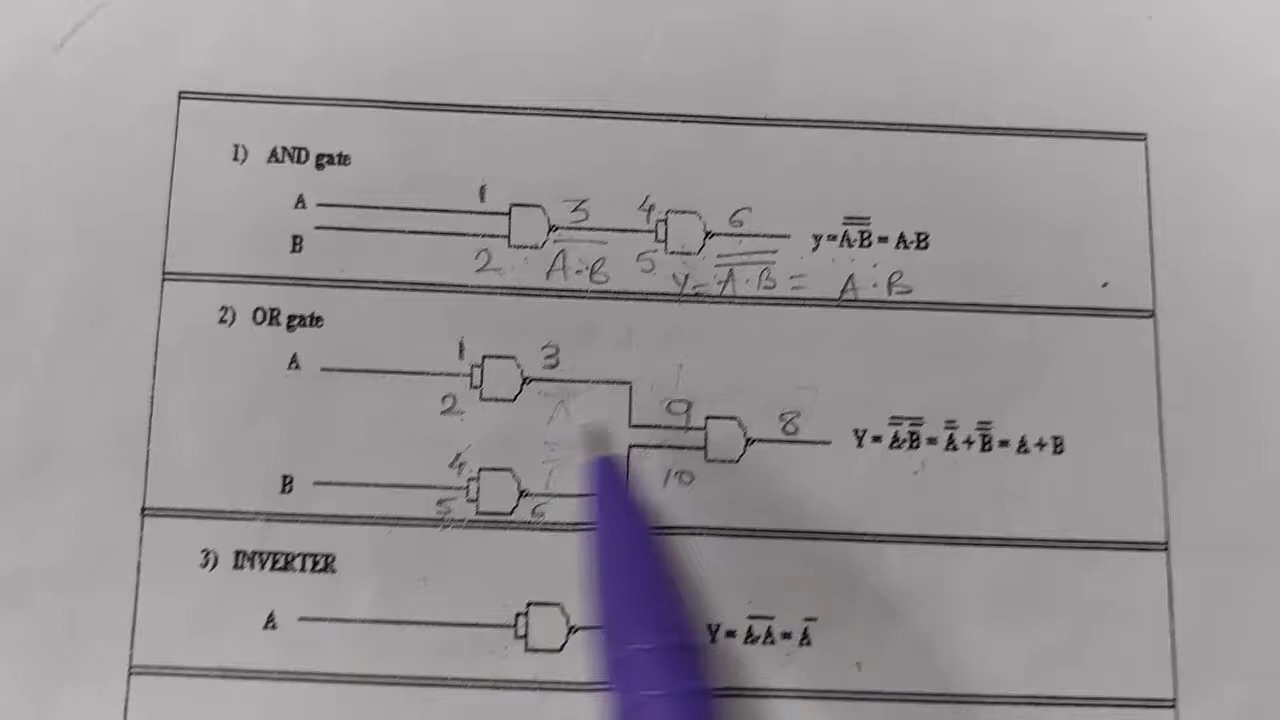 1) AND gate
A 1 3 4 6
B y = A̿·B̿ = A·B
2 A·B̅ 5 Y = A̿·B̿ = A·B
2) OR gate
A 1 3
2 A̅ 9 8
Y = A̿·B̿ = A̿ + B̿ = A + B
B 4 10
5 6
3) INVERTER
A Y = A̅·A̅ = A̅